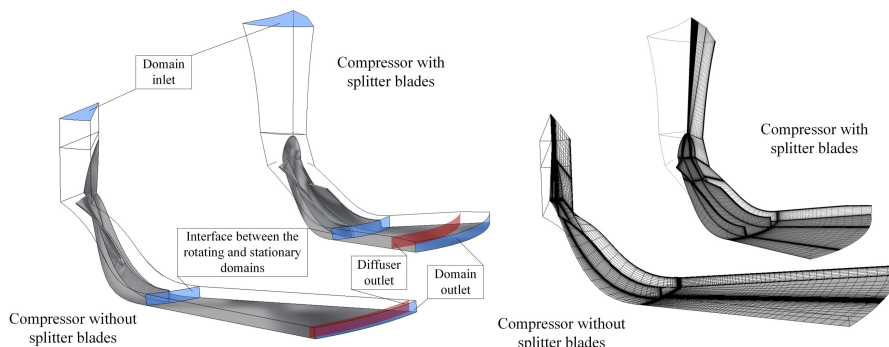 Domain
inlet
Compressor with
splitter blades
Interface between the
rotating and stationary
domains
Diffuser
outlet
Domain
outlet
Compressor without
splitter blades
Compressor with
splitter blades
Compressor without
splitter blades